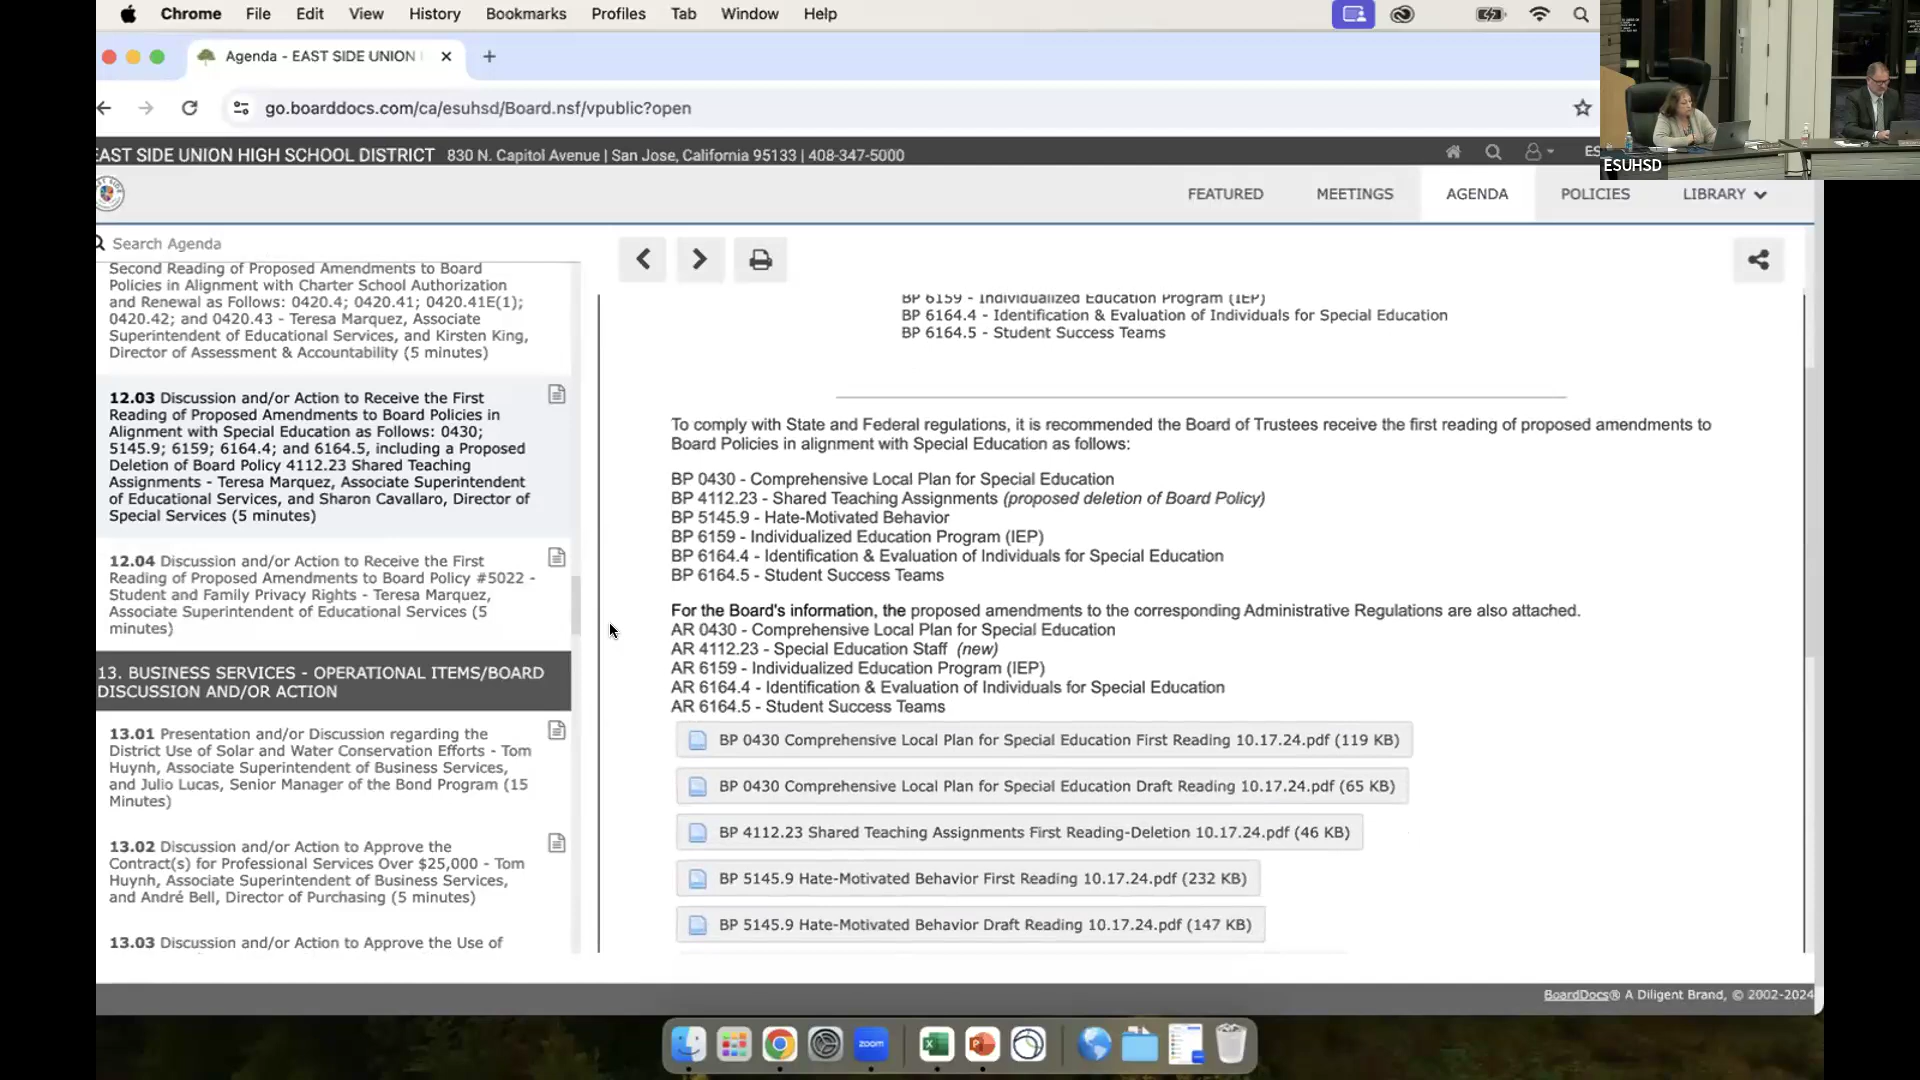 Chrome File Edit View History Bookmarks Profiles Tab Window Help
Agenda - EAST SIDE UNION
go.boarddocs.com/ca/esuhsd/Board.nsf/vpublic?open
EAST SIDE UNION HIGH SCHOOL DISTRICT 830 N. Capitol Avenue | San Jose, California 95133 | 408-347-5000
ES
ESUHSD
FEATURED MEETINGS AGENDA POLICIES LIBRARY
Search Agenda
Second Reading of Proposed Amendments to Board
Policies in Alignment with Charter School Authorization
and Renewal as Follows: 0420.4; 0420.41; 0420.41E(1);
0420.42; and 0420.43 - Teresa Marquez, Associate
Superintendent of Educational Services, and Kirsten King,
Director of Assessment & Accountability (5 minutes)
12.03 Discussion and/or Action to Receive the First
Reading of Proposed Amendments to Board Policies in
Alignment with Special Education as Follows: 0430;
5145.9; 6159; 6164.4; and 6164.5, including a Proposed
Deletion of Board Policy 4112.23 Shared Teaching
Assignments - Teresa Marquez, Associate Superintendent
of Educational Services, and Sharon Cavallaro, Director of
Special Services (5 minutes)
12.04 Discussion and/or Action to Receive the First
Reading of Proposed Amendments to Board Policy #5022 -
Student and Family Privacy Rights - Teresa Marquez,
Associate Superintendent of Educational Services (5
minutes)
13. BUSINESS SERVICES - OPERATIONAL ITEMS/BOARD
DISCUSSION AND/OR ACTION
13.01 Presentation and/or Discussion regarding the
District Use of Solar and Water Conservation Efforts - Tom
Huynh, Associate Superintendent of Business Services,
and Julio Lucas, Senior Manager of the Bond Program (15
Minutes)
13.02 Discussion and/or Action to Approve the
Contract(s) for Professional Services Over $25,000 - Tom
Huynh, Associate Superintendent of Business Services,
and André Bell, Director of Purchasing (5 minutes)
13.03 Discussion and/or Action to Approve the Use of
BP 6159 - Individualized Education Program (IEP)
BP 6164.4 - Identification & Evaluation of Individuals for Special Education
BP 6164.5 - Student Success Teams
To comply with State and Federal regulations, it is recommended the Board of Trustees receive the first reading of proposed amendments to
Board Policies in alignment with Special Education as follows:
BP 0430 - Comprehensive Local Plan for Special Education
BP 4112.23 - Shared Teaching Assignments (proposed deletion of Board Policy)
BP 5145.9 - Hate-Motivated Behavior
BP 6159 - Individualized Education Program (IEP)
BP 6164.4 - Identification & Evaluation of Individuals for Special Education
BP 6164.5 - Student Success Teams
For the Board's information, the proposed amendments to the corresponding Administrative Regulations are also attached.
AR 0430 - Comprehensive Local Plan for Special Education
AR 4112.23 - Special Education Staff (new)
AR 6159 - Individualized Education Program (IEP)
AR 6164.4 - Identification & Evaluation of Individuals for Special Education
AR 6164.5 - Student Success Teams
BP 0430 Comprehensive Local Plan for Special Education First Reading 10.17.24.pdf (119 KB)
BP 0430 Comprehensive Local Plan for Special Education Draft Reading 10.17.24.pdf (65 KB)
BP 4112.23 Shared Teaching Assignments First Reading-Deletion 10.17.24.pdf (46 KB)
BP 5145.9 Hate-Motivated Behavior First Reading 10.17.24.pdf (232 KB)
BP 5145.9 Hate-Motivated Behavior Draft Reading 10.17.24.pdf (147 KB)
BoardDocs® A Diligent Brand, © 2002-2024
zoom